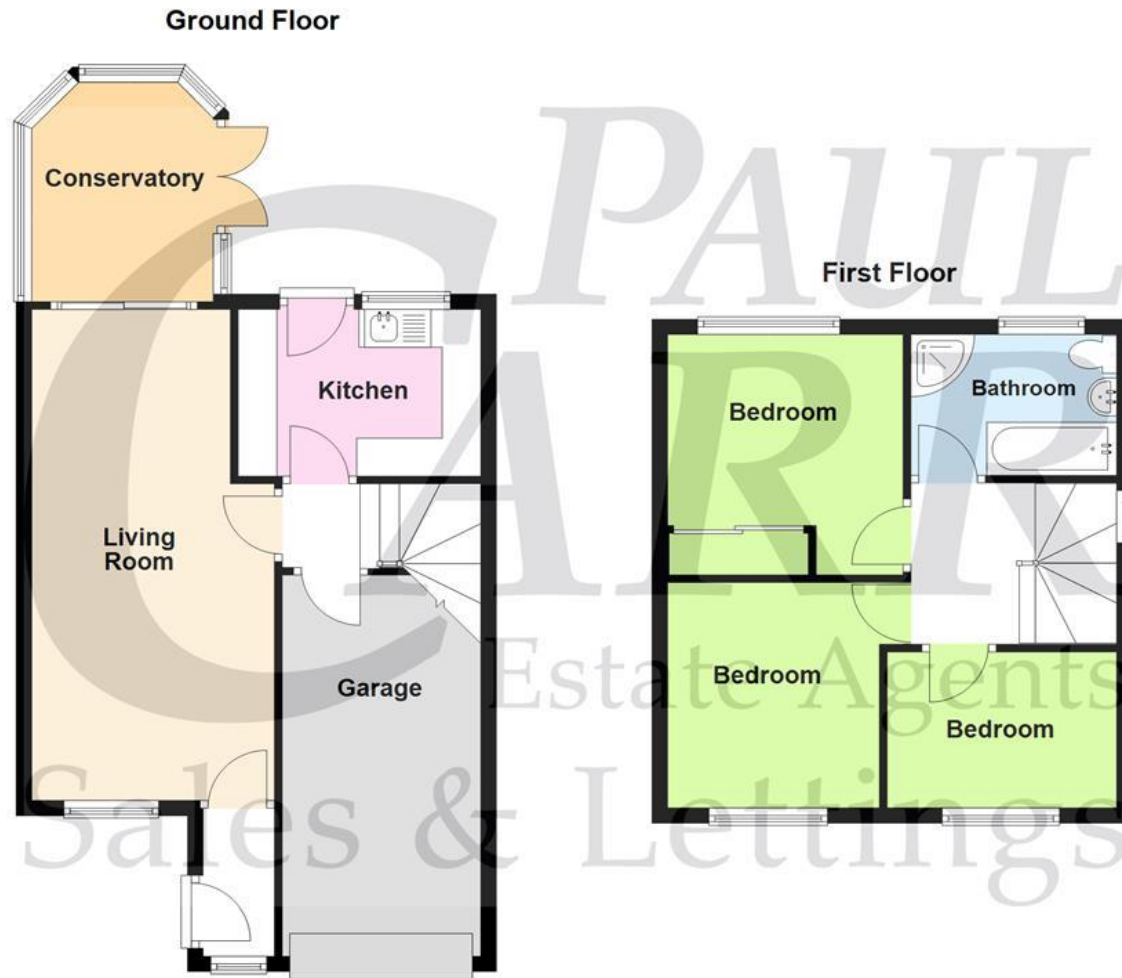 Ground Floor
Conservatory
Kitchen
Living
Room
Garage
First Floor
Bedroom
Bathroom
Bedroom
Bedroom
PAUL
CARR
Estate Agents
Sales & Lettings